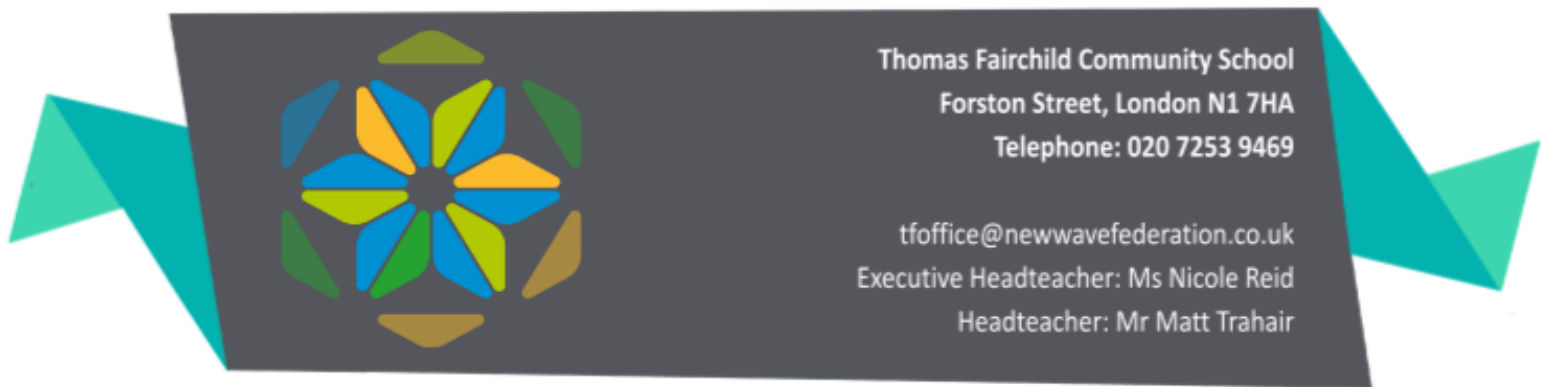 Thomas Fairchild Community School
Forston Street, London N1 7HA
Telephone: 020 7253 9469
tfoffice@newwavefederation.co.uk
Executive Headteacher: Ms Nicole Reid
Headteacher: Mr Matt Trahair